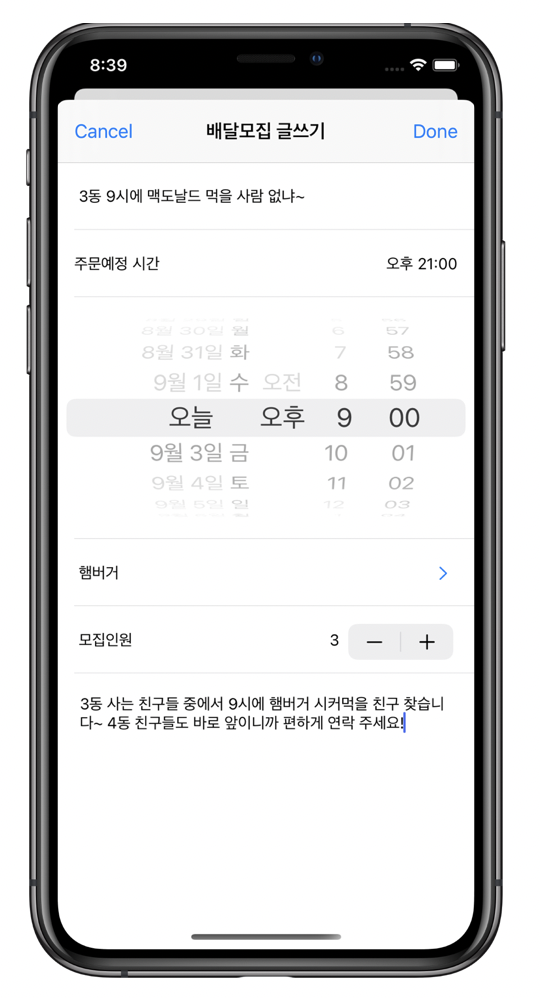 8:39
Cancel 배달모집 글쓰기 Done
3동 9시에 맥도날드 먹을 사람 없냐~
주문예정 시간 오후 21:00
8월 30일 월 6 57
8월 31일 화 7 58
9월 1일 수 오전 8 59
오늘 오후 9 00
9월 3일 금 10 01
9월 4일 토 11 02
9월 5일 일 12 03
햄버거
모집인원 3 − +
3동 사는 친구들 중에서 9시에 햄버거 시커먹을 친구 찾습니
다~ 4동 친구들도 바로 앞이니까 편하게 연락 주세요!